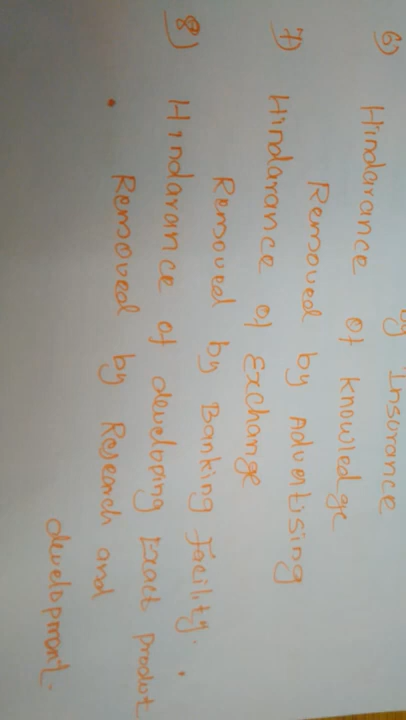 by Insurance
6) Hindarance of knowledge
Removed by Advertising
7) Hindarance of Exchange
Removed by Banking facility.
8) Hindarance of developing Exact product
Removed by Research and
development.